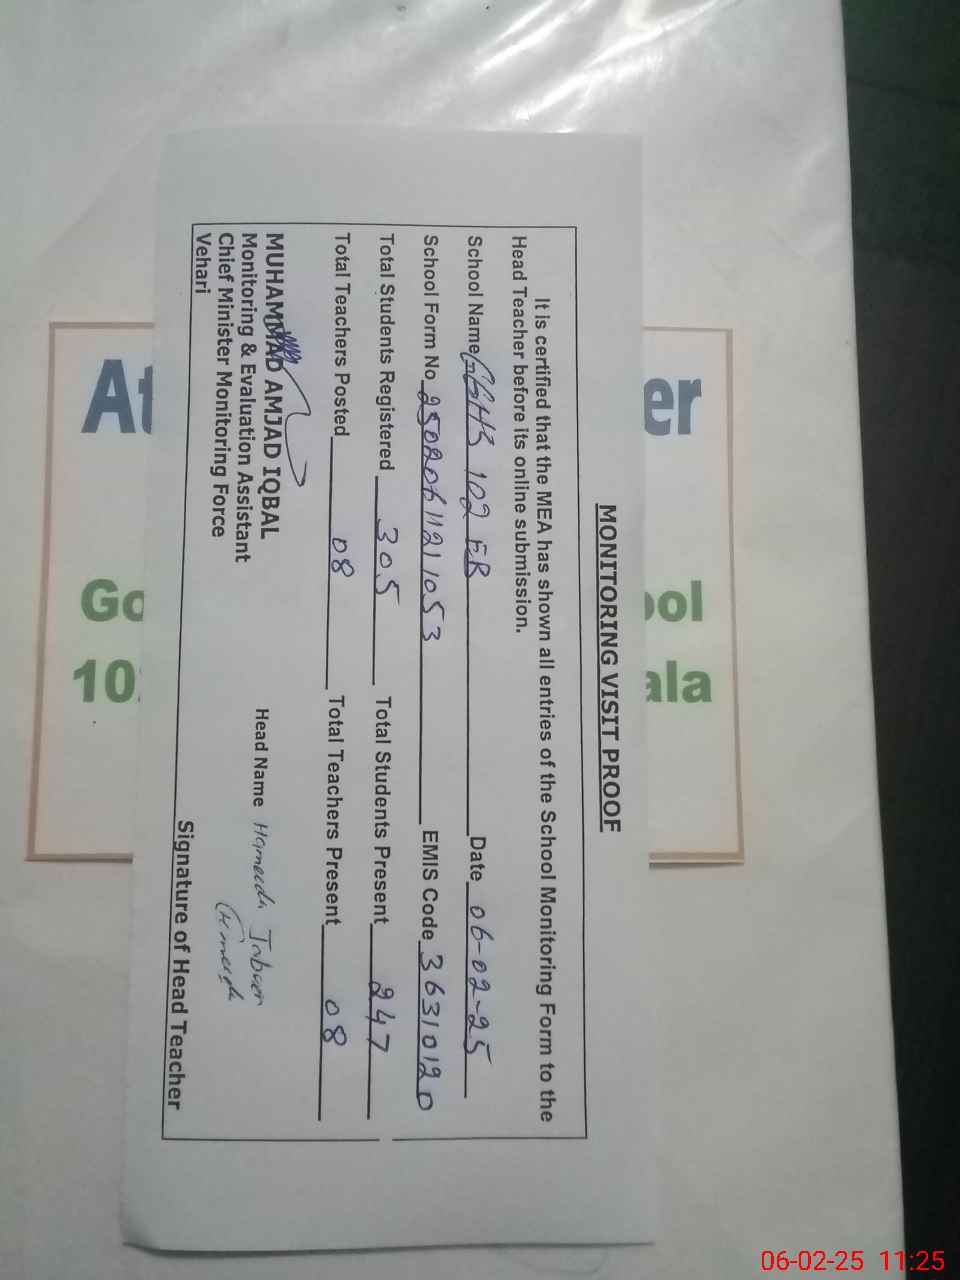 MONITORING VISIT PROOF
It is certified that the MEA has shown all entries of the School Monitoring Form to the
Head Teacher before its online submission.
School Name GGHS 102 EB Date 06-02-25
School Form No 25020611211053 EMIS Code 36310120
Total Students Registered 305 Total Students Present 247
Total Teachers Posted 08 Total Teachers Present 08
MUHAMMAD AMJAD IQBAL
Monitoring & Evaluation Assistant
Chief Minister Monitoring Force
Vehari
Head Name Hameeda
Signature of Head Teacher
At er
Go ool
10 ala
06-02-25 11:25